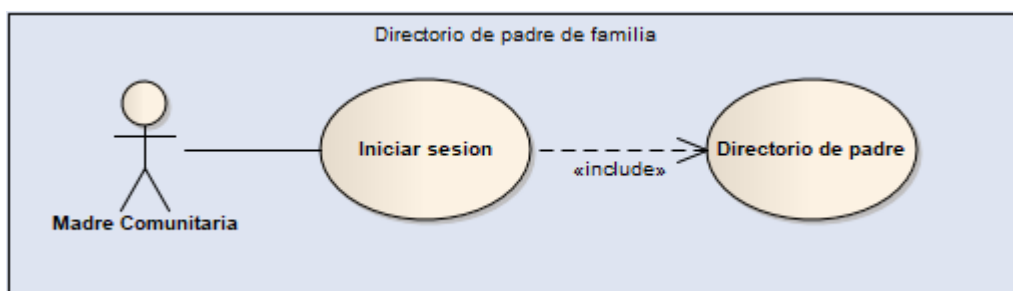 Directorio de padre de familia
Iniciar sesion
«include»
Directorio de padre
Madre Comunitaria